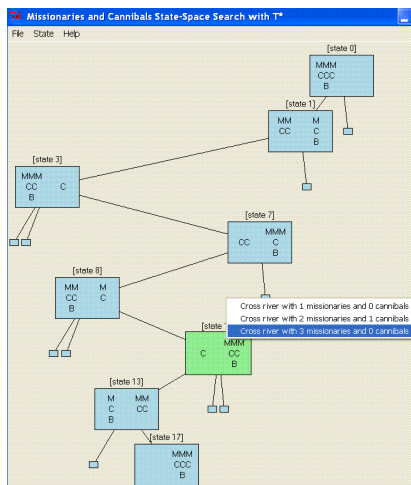 Missionaries and Cannibals State-Space Search with T*
File State Help
[state 0]
MMM
CCC
B
[state 1]
MM M
CC C
B
[state 3]
MMM
CC C
B
[state 7]
MMM
CC C
B
[state 8]
MM M
CC C
B
Cross river with 1 missionaries and 0 cannibals
Cross river with 2 missionaries and 1 cannibals
Cross river with 3 missionaries and 0 cannibals
[state
MMM
C CC
B
[state 13]
M MM
C CC
B
[state 17]
MMM
CCC
B